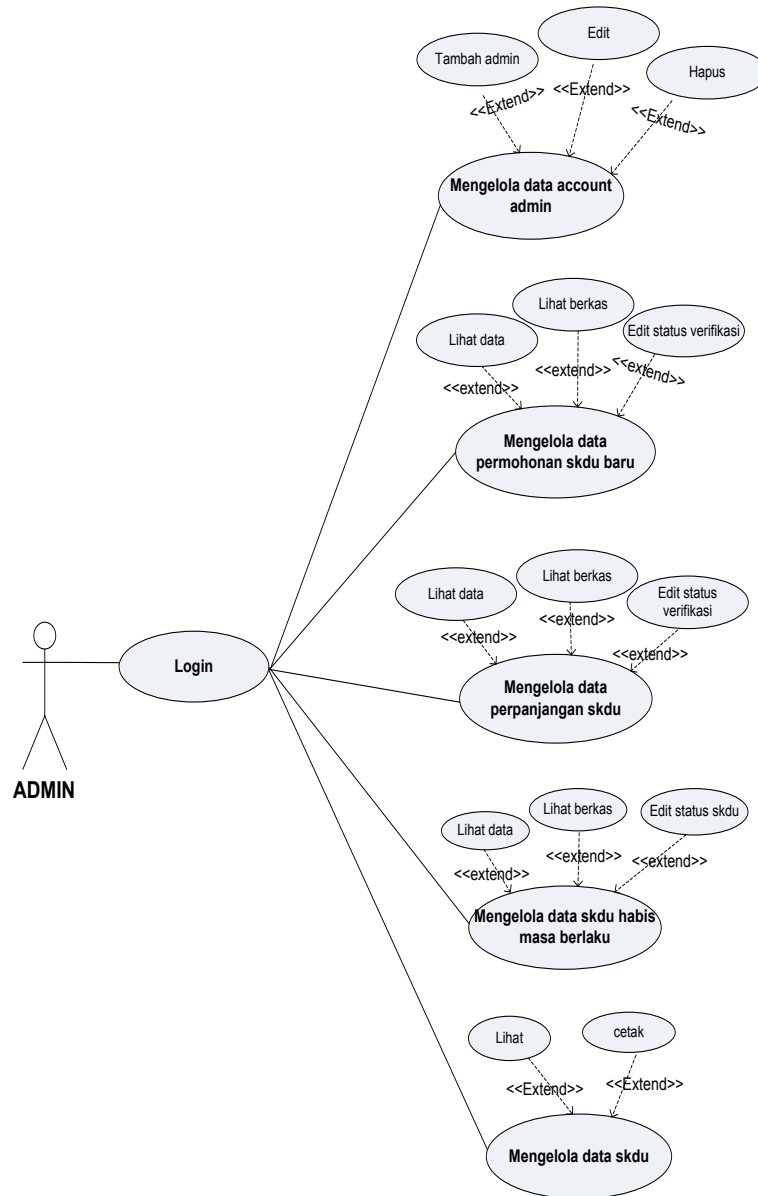 Edit
Tambah admin
Hapus
<<Extend>>
<<Extend>>
<<Extend>>
Mengelola data account
admin
Lihat berkas
Edit status verifikasi
Lihat data
<<extend>>
<<extend>>
<<extend>>
Mengelola data
permohonan skdu baru
Lihat berkas
Lihat data
Edit status
verifikasi
<<extend>>
<<extend>>
<<extend>>
Mengelola data
perpanjangan skdu
Login
ADMIN
Lihat berkas
Edit status skdu
Lihat data
<<extend>>
<<extend>>
<<extend>>
Mengelola data skdu habis
masa berlaku
cetak
Lihat
<<Extend>>
<<Extend>>
Mengelola data skdu